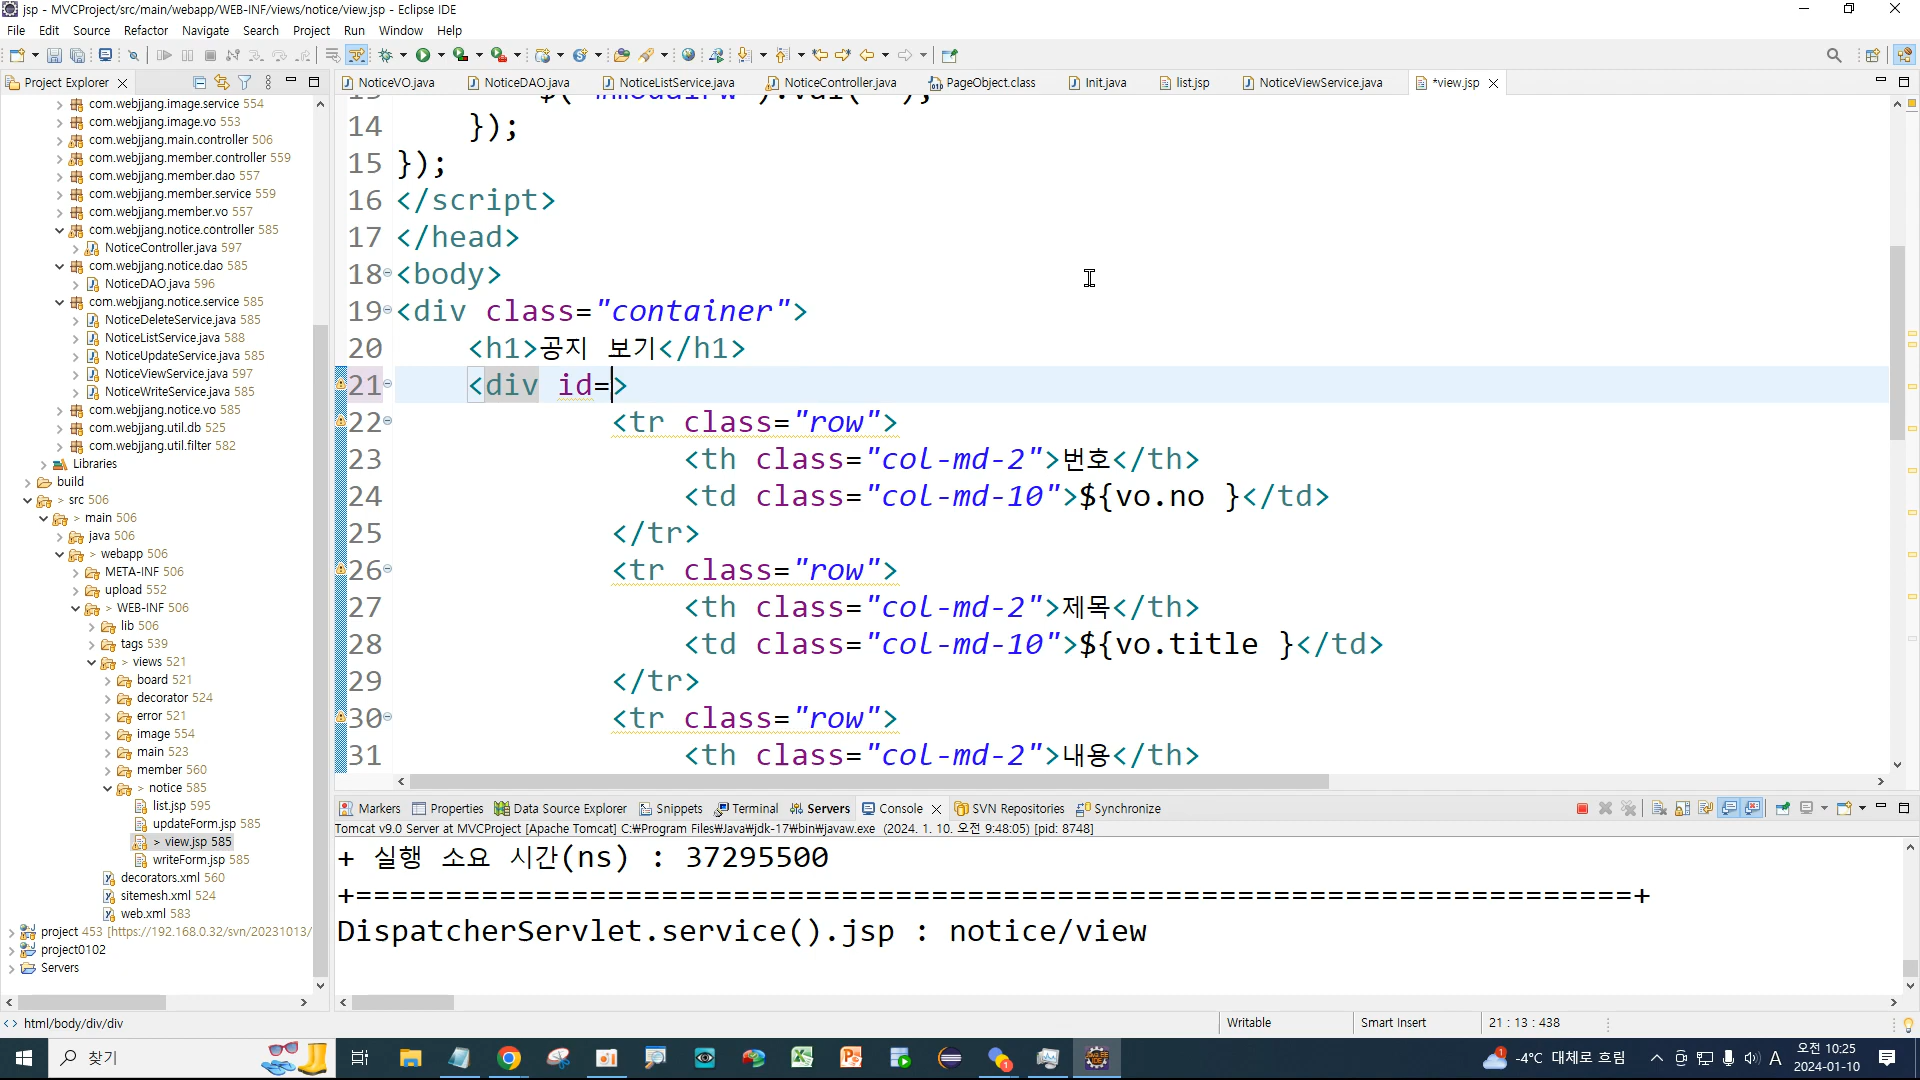 jsp - MVCProject/src/main/webapp/WEB-INF/views/notice/view.jsp - Eclipse IDE
File Edit Source Refactor Navigate Search Project Run Window Help
Project Explorer
NoticeVO.java NoticeDAO.java NoticeListService.java NoticeController.java PageObject.class Init.java list.jsp NoticeViewService.java *view.jsp
com.webjjang.image.service 554
com.webjjang.image.vo 553
com.webjjang.main.controller 506
com.webjjang.member.controller 559
com.webjjang.member.dao 557
com.webjjang.member.service 559
com.webjjang.member.vo 557
com.webjjang.notice.controller 585
NoticeController.java 597
com.webjjang.notice.dao 585
NoticeDAO.java 596
com.webjjang.notice.service 585
NoticeDeleteService.java 585
NoticeListService.java 588
NoticeUpdateService.java 585
NoticeViewService.java 597
NoticeWriteService.java 585
com.webjjang.notice.vo 585
com.webjjang.util.db 525
com.webjjang.util.filter 582
Libraries
build
> src 506
> main 506
java 506
> webapp 506
META-INF 506
upload 552
> WEB-INF 506
lib 506
tags 539
> views 521
board 521
decorator 524
error 521
image 554
main 523
member 560
> notice 585
list.jsp 595
updateForm.jsp 585
> view.jsp 585
writeForm.jsp 585
decorators.xml 560
sitemesh.xml 524
web.xml 583
project 453 [https://192.168.0.32/svn/20231013/
project0102
Servers
14 });
15 });
16 </script>
17 </head>
18 <body>
19 <div class="container">
20 <h1>공지 보기</h1>
21 <div id=>
22 <tr class="row">
23 <th class="col-md-2">번호</th>
24 <td class="col-md-10">${vo.no }</td>
25 </tr>
26 <tr class="row">
27 <th class="col-md-2">제목</th>
28 <td class="col-md-10">${vo.title }</td>
29 </tr>
30 <tr class="row">
31 <th class="col-md-2">내용</th>
Markers Properties Data Source Explorer Snippets Terminal Servers Console SVN Repositories Synchronize
Tomcat v9.0 Server at MVCProject [Apache Tomcat] C:₩Program Files₩Java₩jdk-17₩bin₩javaw.exe (2024. 1. 10. 오전 9:48:05) [pid: 8748]
+ 실행 소요 시간(ns) : 37295500
+=======================================================================+
DispatcherServlet.service().jsp : notice/view
html/body/div/div
Writable Smart Insert 21 : 13 : 438
찾기
-4°C 대체로 흐림 A 오전 10:25
2024-01-10